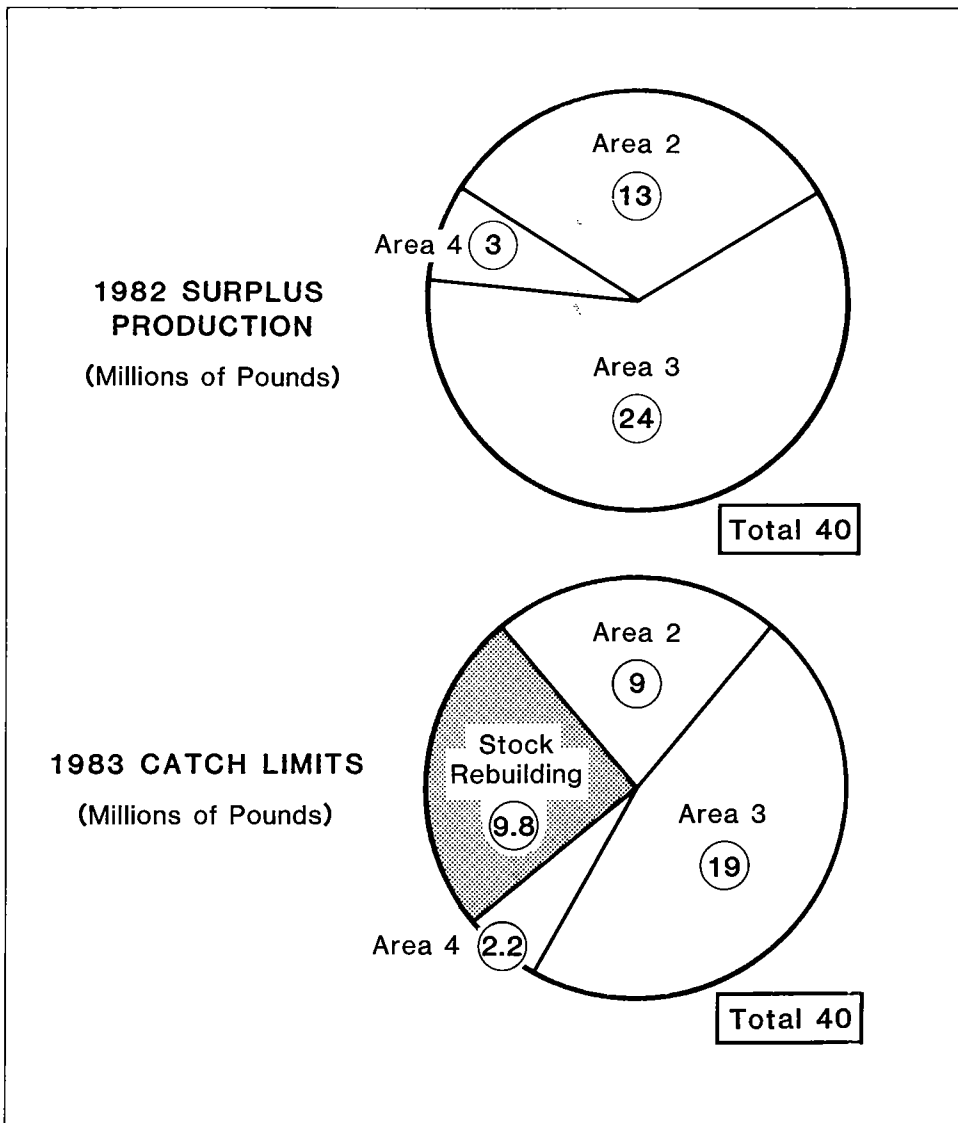 Area 2
13
Area 4 3
1982 SURPLUS
PRODUCTION
(Millions of Pounds)
Area 3
24
Total 40
Area 2
9
Stock
Rebuilding
9.8
1983 CATCH LIMITS
(Millions of Pounds)
Area 3
19
Area 4 2.2
Total 40